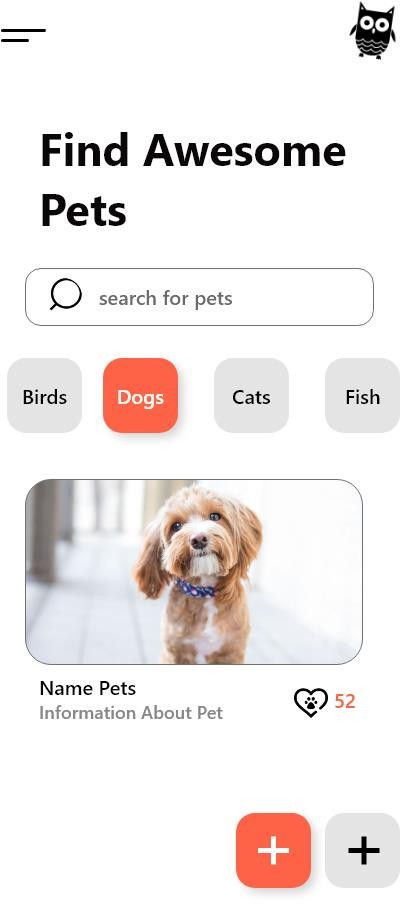 Find Awesome
Pets
search for pets
Birds
Dogs
Cats
Fish
Name Pets
Information About Pet
52